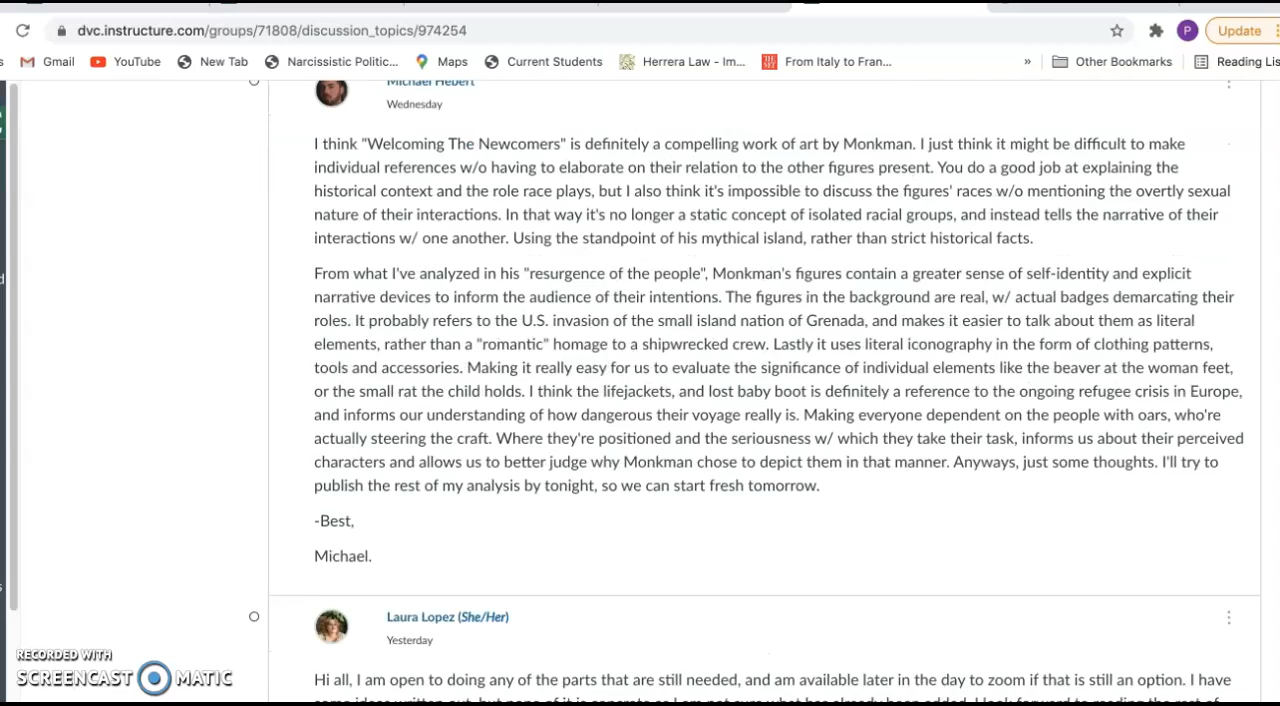 dvc.instructure.com/groups/71808/discussion_topics/974254
P
Update
s
Gmail
YouTube
New Tab
Narcissistic Politic...
Maps
Current Students
Herrera Law - Im...
From Italy to Fran...
»
Other Bookmarks
Reading Lis
Michael Hebert
Wednesday
I think "Welcoming The Newcomers" is definitely a compelling work of art by Monkman. I just think it might be difficult to make
individual references w/o having to elaborate on their relation to the other figures present. You do a good job at explaining the
historical context and the role race plays, but I also think it's impossible to discuss the figures' races w/o mentioning the overtly sexual
nature of their interactions. In that way it's no longer a static concept of isolated racial groups, and instead tells the narrative of their
interactions w/ one another. Using the standpoint of his mythical island, rather than strict historical facts.
From what I've analyzed in his "resurgence of the people", Monkman's figures contain a greater sense of self-identity and explicit
narrative devices to inform the audience of their intentions. The figures in the background are real, w/ actual badges demarcating their
roles. It probably refers to the U.S. invasion of the small island nation of Grenada, and makes it easier to talk about them as literal
elements, rather than a "romantic" homage to a shipwrecked crew. Lastly it uses literal iconography in the form of clothing patterns,
tools and accessories. Making it really easy for us to evaluate the significance of individual elements like the beaver at the woman feet,
or the small rat the child holds. I think the lifejackets, and lost baby boot is definitely a reference to the ongoing refugee crisis in Europe,
and informs our understanding of how dangerous their voyage really is. Making everyone dependent on the people with oars, who're
actually steering the craft. Where they're positioned and the seriousness w/ which they take their task, informs us about their perceived
characters and allows us to better judge why Monkman chose to depict them in that manner. Anyways, just some thoughts. I'll try to
publish the rest of my analysis by tonight, so we can start fresh tomorrow.
-Best,
Michael.
Laura Lopez (She/Her)
Yesterday
RECORDED WITH
SCREENCAST MATIC
Hi all, I am open to doing any of the parts that are still needed, and am available later in the day to zoom if that is still an option. I have